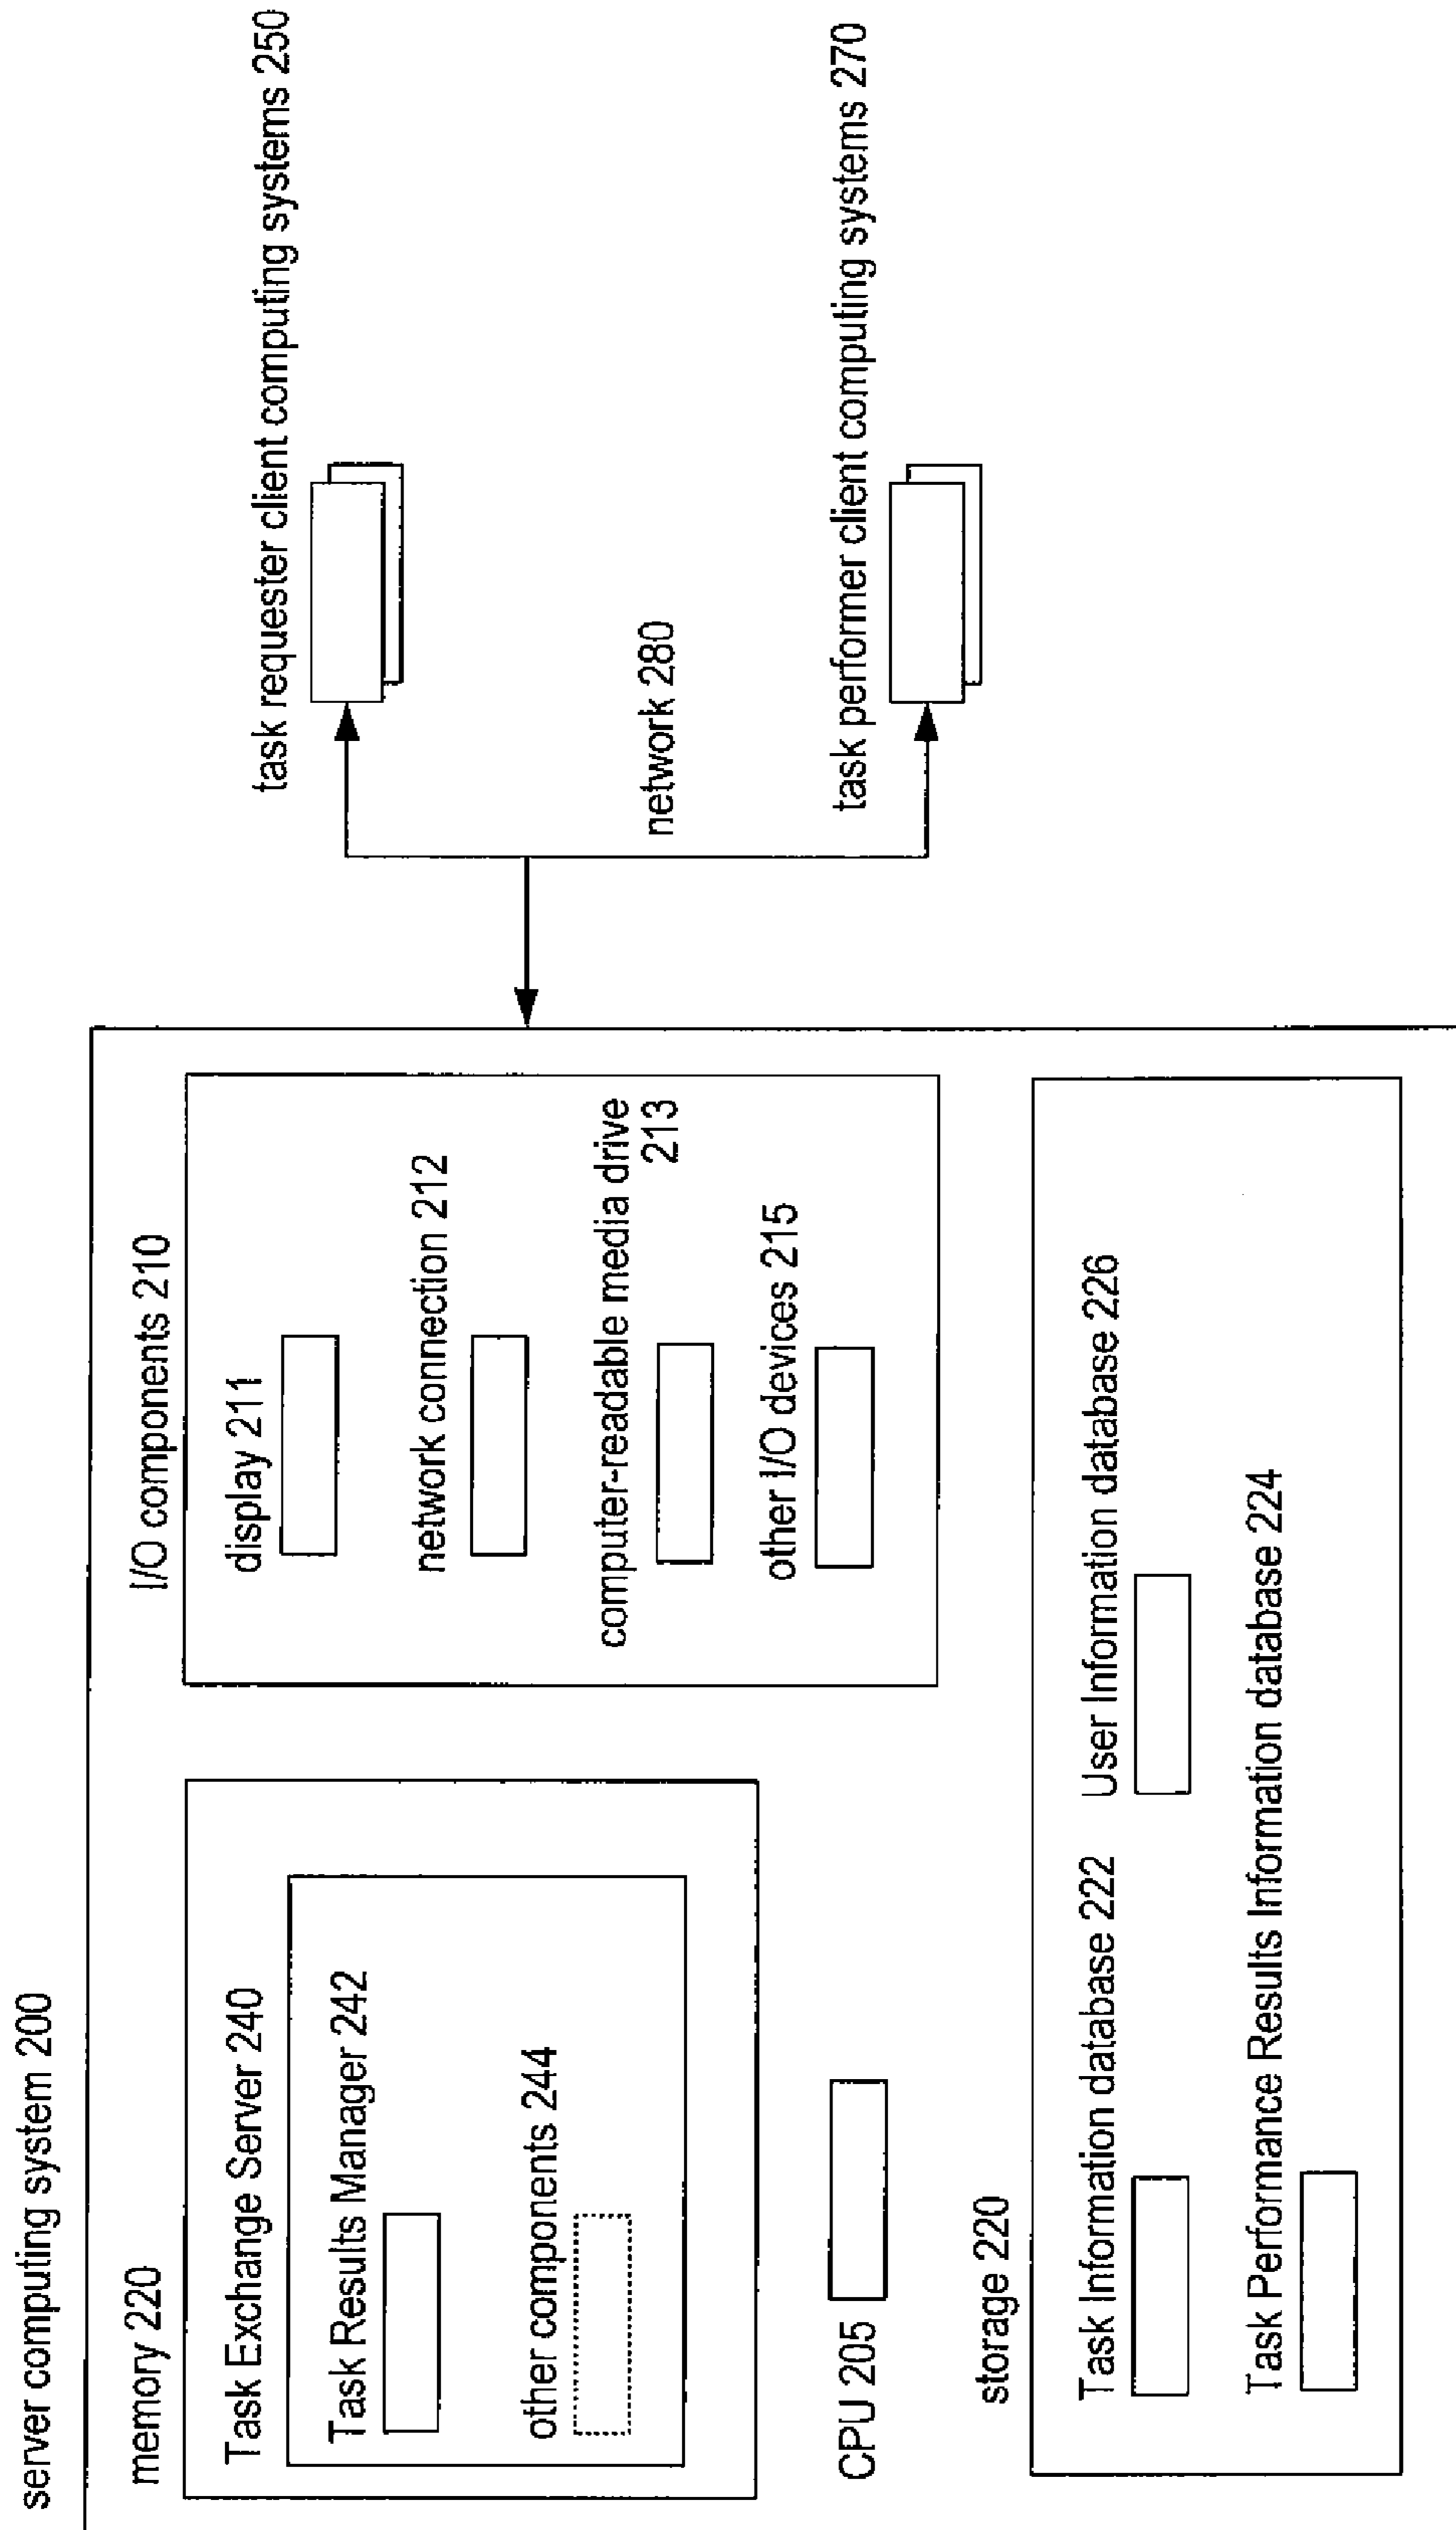 server computing system 200
memory 220
Task Exchange Server 240
Task Results Manager 242
other components 244
CPU 205
I/O components 210
display 211
network connection 212
computer-readable media drive
213
other I/O devices 215
storage 220
Task Information database 222
User Information database 226
Task Performance Results Information database 224
task requester client computing systems 250
network 280
task performer client computing systems 270